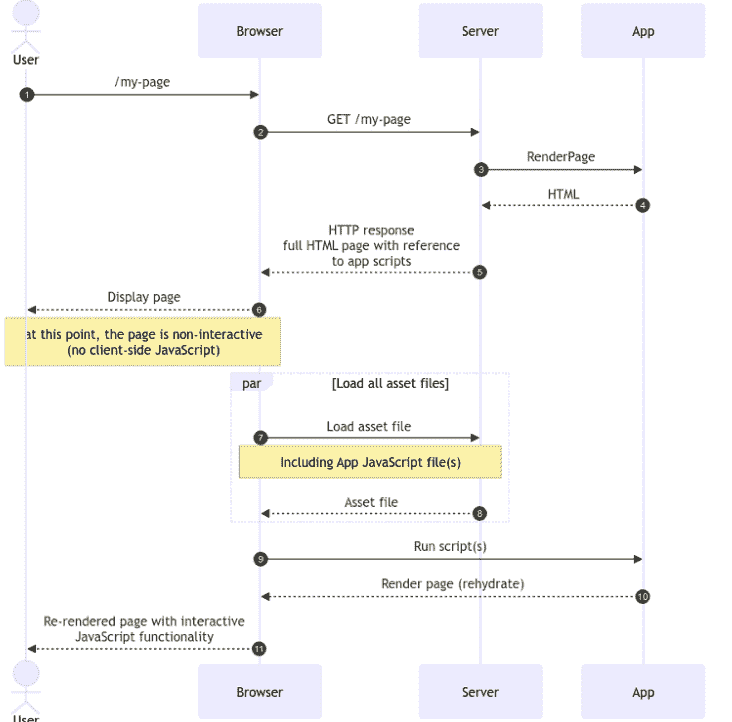 Browser
Server
App
User
/my-page
1
GET /my-page
2
RenderPage
3
HTML
4
HTTP response
full HTML page with reference
to app scripts
5
Display page
6
at this point, the page is non-interactive
(no client-side JavaScript)
par
[Load all asset files]
Load asset file
7
including App JavaScript file(s)
Asset file
8
Run script(s)
9
Render page (rehydrate)
10
Re-rendered page with interactive
JavaScript functionality
11
Browser
Server
App
User